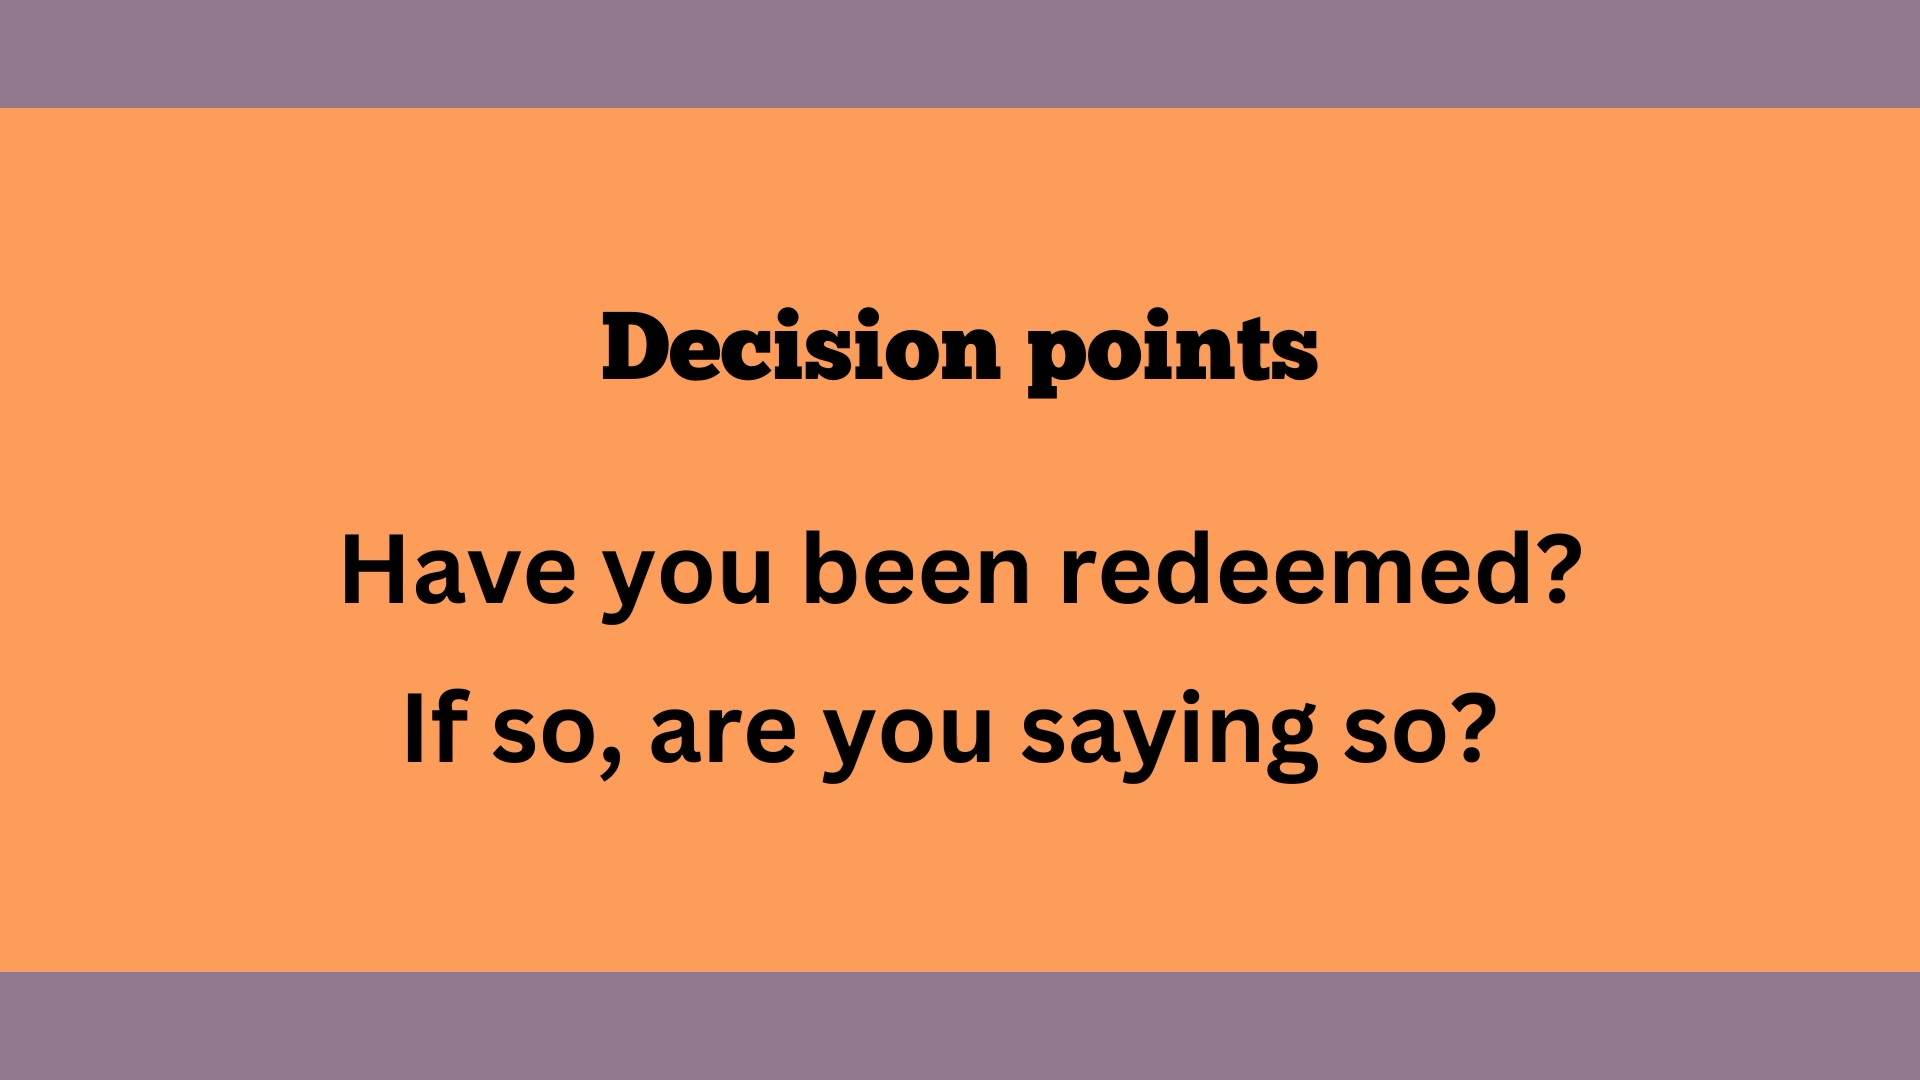 Decision points
Have you been redeemed?
If so, are you saying so?